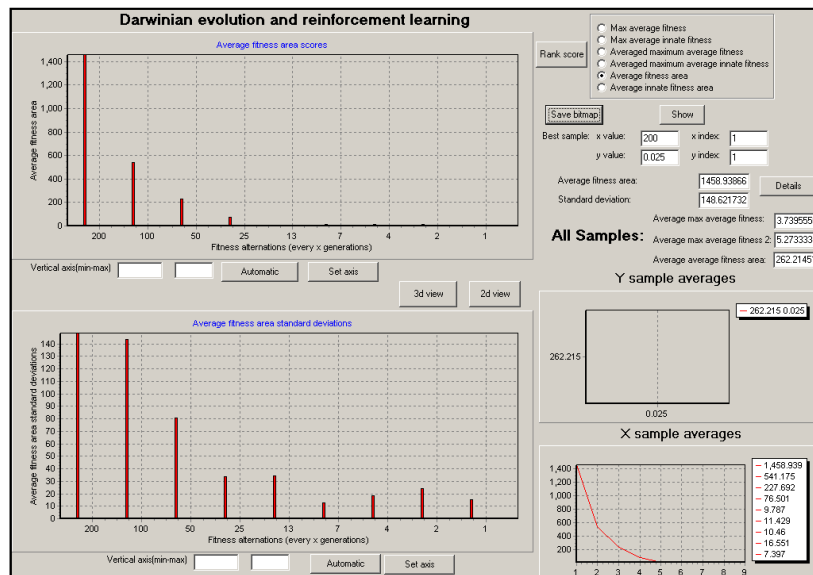 Darwinian evolution and reinforcement learning
Average fitness area scores
Average fitness area
1,400
1,200
1,000
800
600
400
200
0
200 100 50 25 13 7 4 2 1
Fitness alternations (every x generations)
Vertical axis(min-max)
Automatic
Set axis
3d view
2d view
Average fitness area standard deviations
Average fitness area standard deviations
140
130
120
110
100
90
80
70
60
50
40
30
20
10
0
200 100 50 25 13 7 4 2 1
Fitness alternations (every x generations)
Vertical axis(min-max)
Automatic
Set axis
Rank score
Max average fitness
Max average innate fitness
Averaged maximum average fitness
Averaged maximum average innate fitness
Average fitness area
Average innate fitness area
Save bitmap
Show
Best sample: x value: 200 x index: 1
y value: 0.025 y index: 1
Average fitness area: 1458.93866
Standard deviation: 148.621732
Details
All Samples:
Average max average fitness: 3.739555
Average max average fitness 2: 5.273333
Average average fitness area: 262.2145
Y sample averages
262.215 0.025
262.215
0.025
X sample averages
1,400
1,200
1,000
800
600
400
200
1 2 3 4 5 6 7 8 9
1,458.939
541.175
227.692
76.501
9.787
11.429
10.46
16.551
7.397